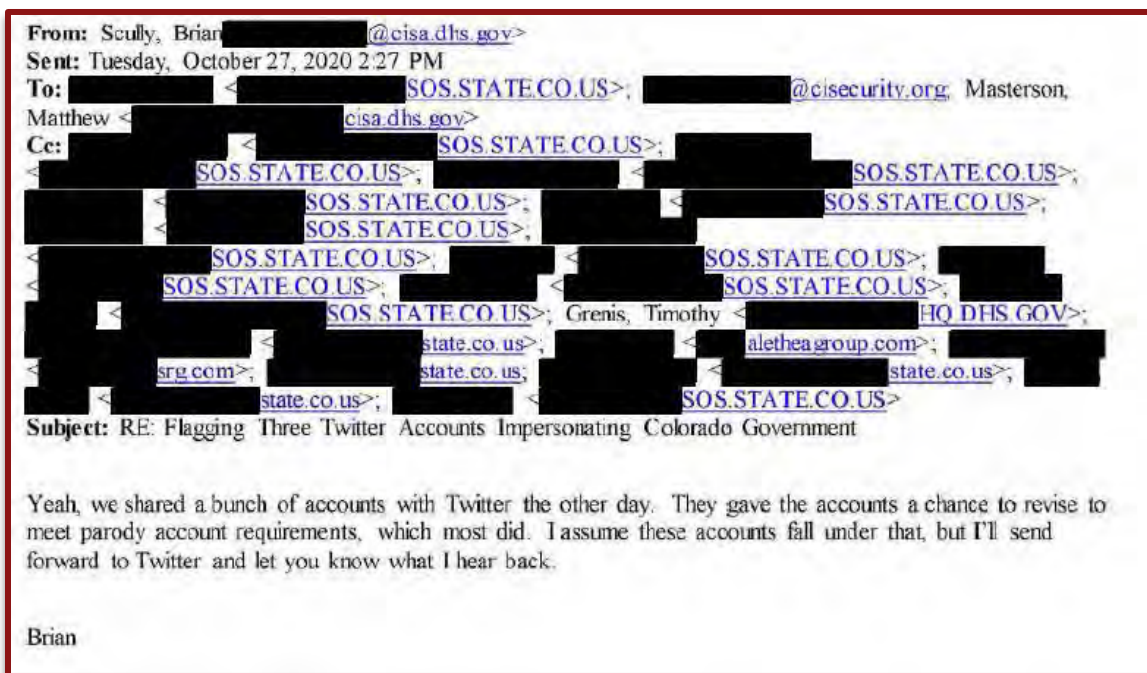 From: Scully, Brian @cisa.dhs.gov>
Sent: Tuesday, October 27, 2020 2:27 PM
To: < SOS.STATE.CO.US>; @cisecurity.org; Masterson,
Matthew < cisa.dhs.gov>
Cc: < SOS.STATE.CO.US>;
< SOS.STATE.CO.US>; < SOS.STATE.CO.US>;
< SOS.STATE.CO.US>; < SOS.STATE.CO.US>;
< SOS.STATE.CO.US>;
< SOS.STATE.CO.US>; < SOS.STATE.CO.US>;
< SOS.STATE.CO.US>; < SOS.STATE.CO.US>;
< SOS.STATE.CO.US>; Grenis, Timothy < HQ.DHS.GOV>;
< state.co.us>; < aletheagroup.com>;
< srg.com>; state.co.us; < state.co.us>;
< state.co.us>; < SOS.STATE.CO.US>
Subject: RE: Flagging Three Twitter Accounts Impersonating Colorado Government
Yeah, we shared a bunch of accounts with Twitter the other day. They gave the accounts a chance to revise to
meet parody account requirements, which most did. I assume these accounts fall under that, but I'll send
forward to Twitter and let you know what I hear back.
Brian